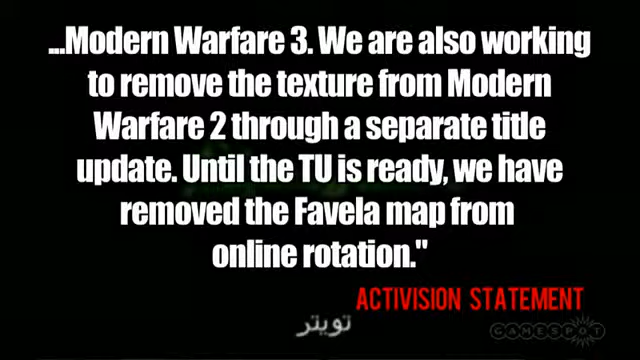 ...Modern Warfare 3. We are also working
to remove the texture from Modern
Warfare 2 through a separate title
update. Until the TU is ready, we have
removed the Favela map from
online rotation."
ACTIVISION STATEMENT
تويتر
GAMESPOT